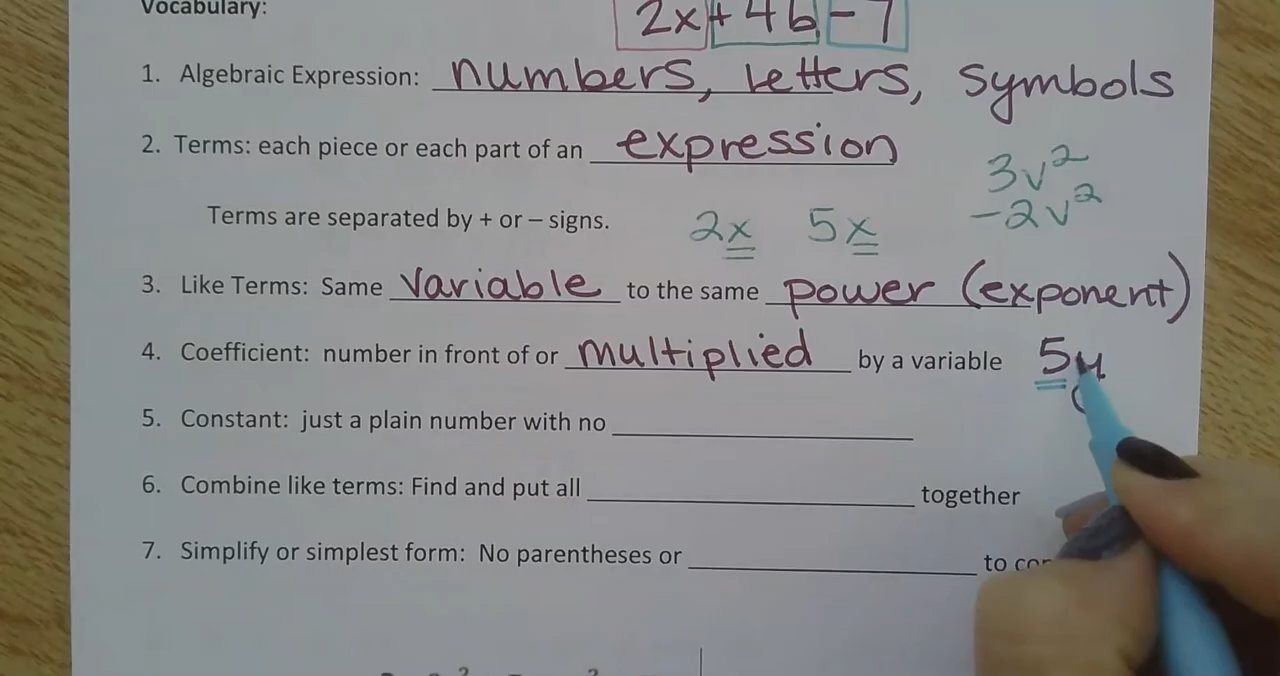 Vocabulary: 2x + 4b - 7
1. Algebraic Expression: numbers, letters, symbols
2. Terms: each piece or each part of an expression
3v²
Terms are separated by + or – signs. 2x 5x -2v²
3. Like Terms: Same variable to the same power (exponent)
4. Coefficient: number in front of or multiplied by a variable 5y
5. Constant: just a plain number with no
6. Combine like terms: Find and put all together
7. Simplify or simplest form: No parentheses or to